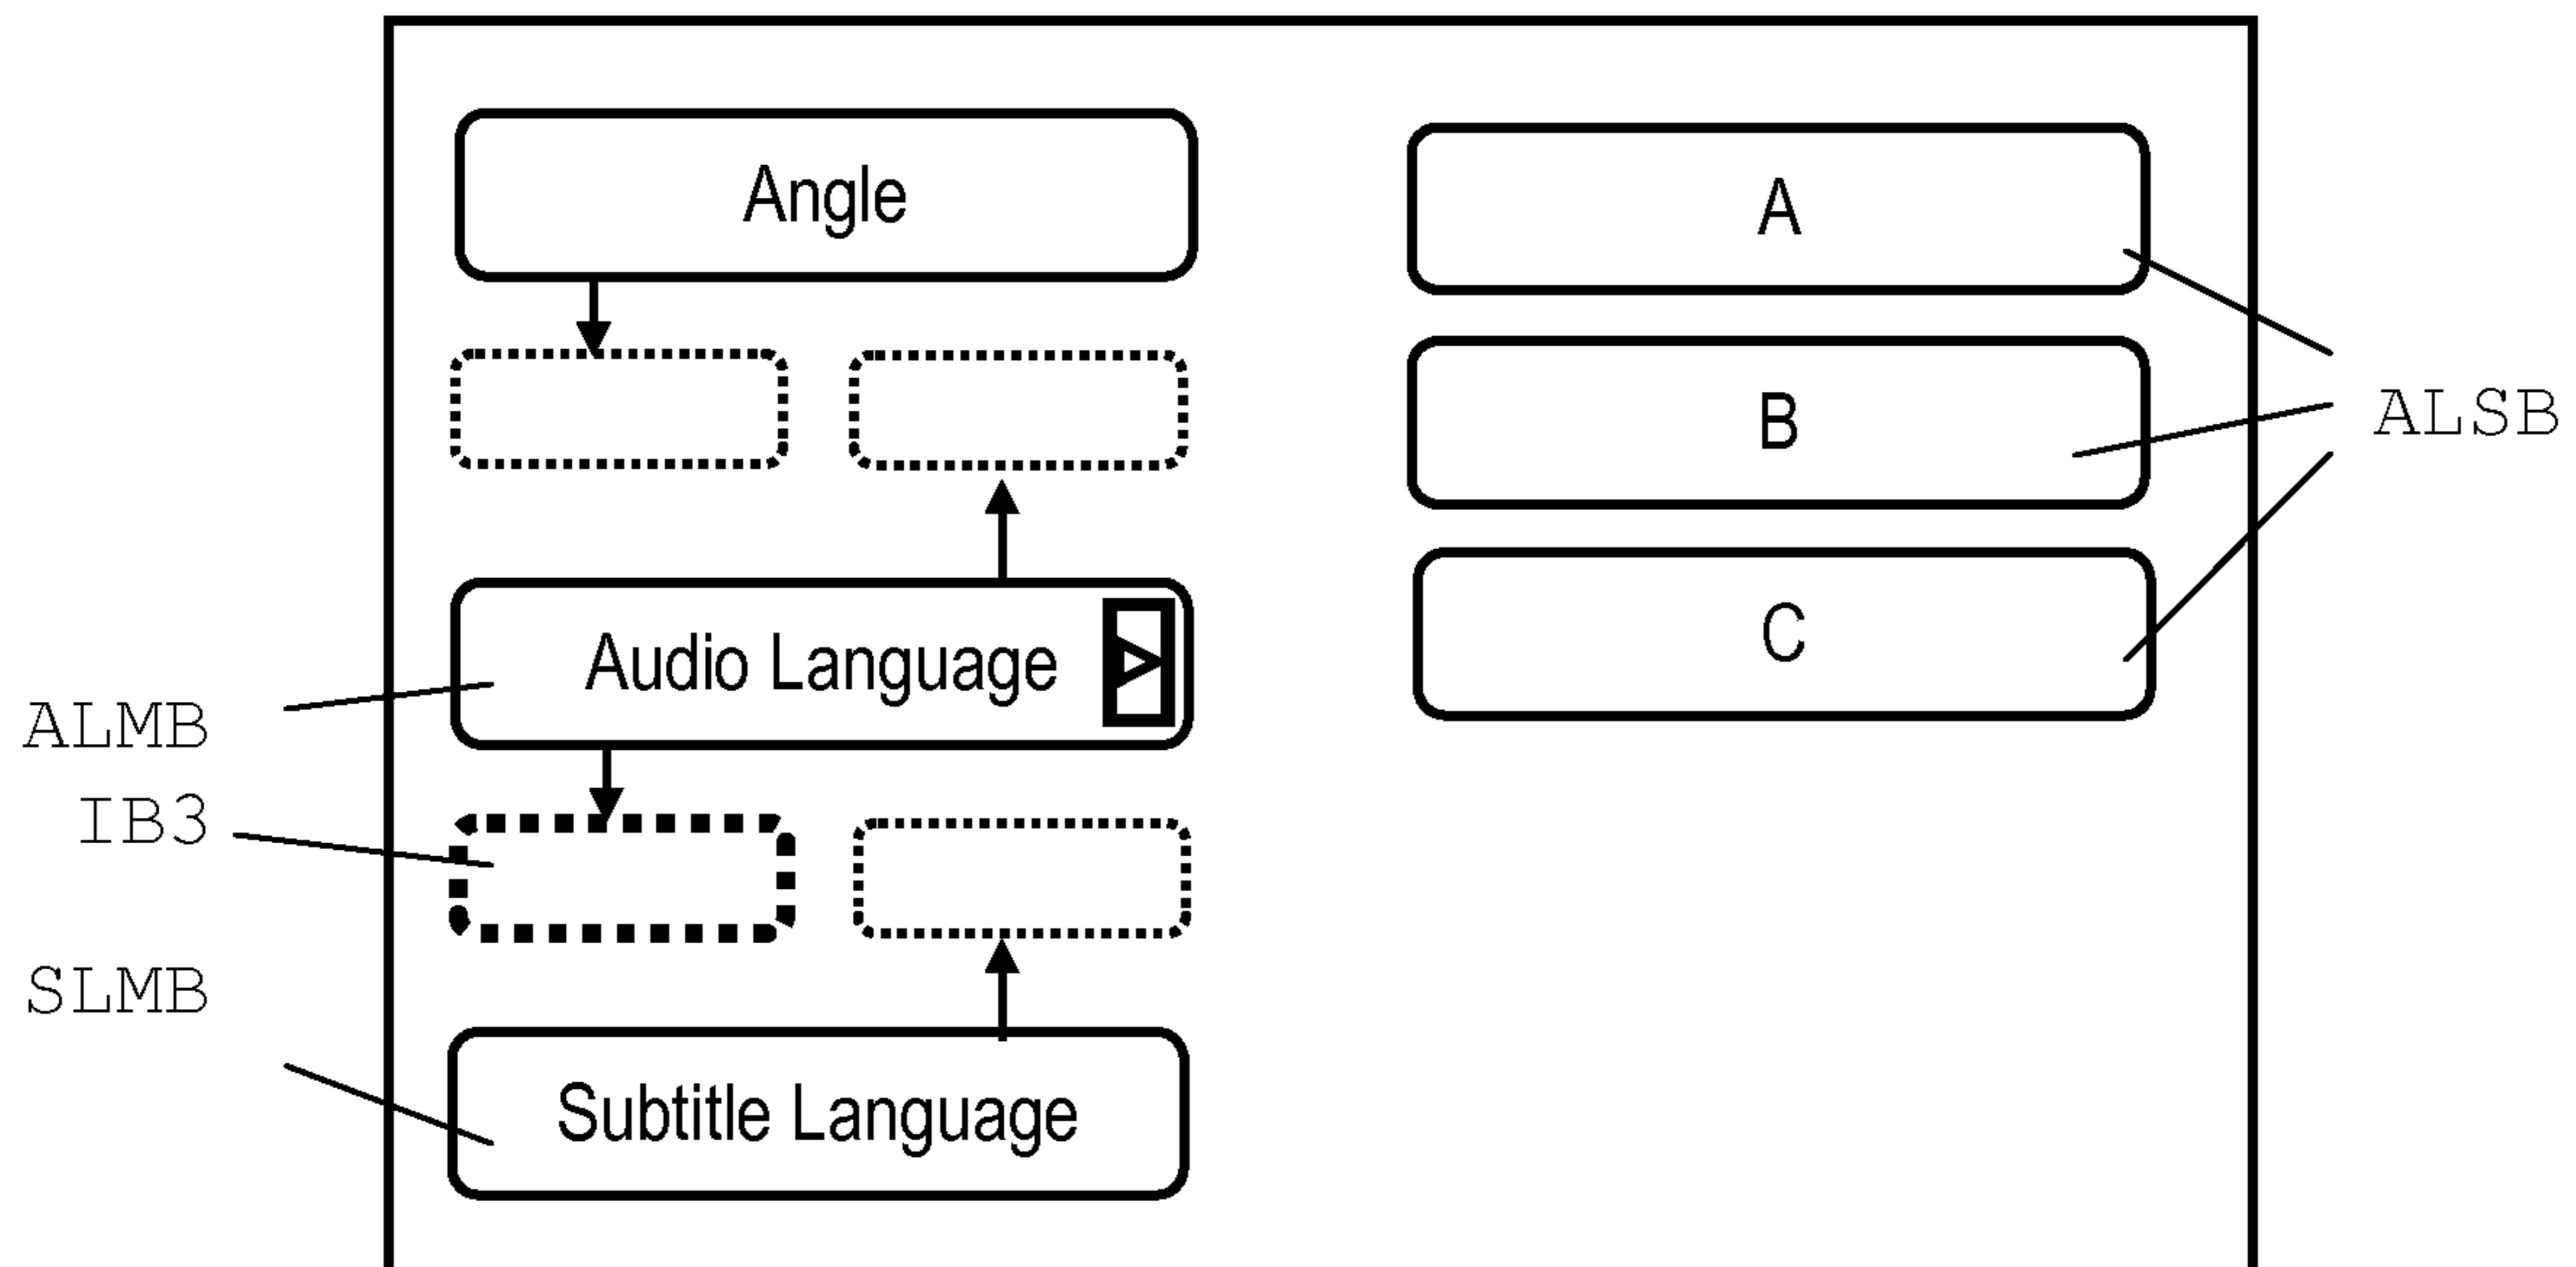 Angle
A
B
ALSB
Audio Language
C
ALMB
IB3
SLMB
Subtitle Language